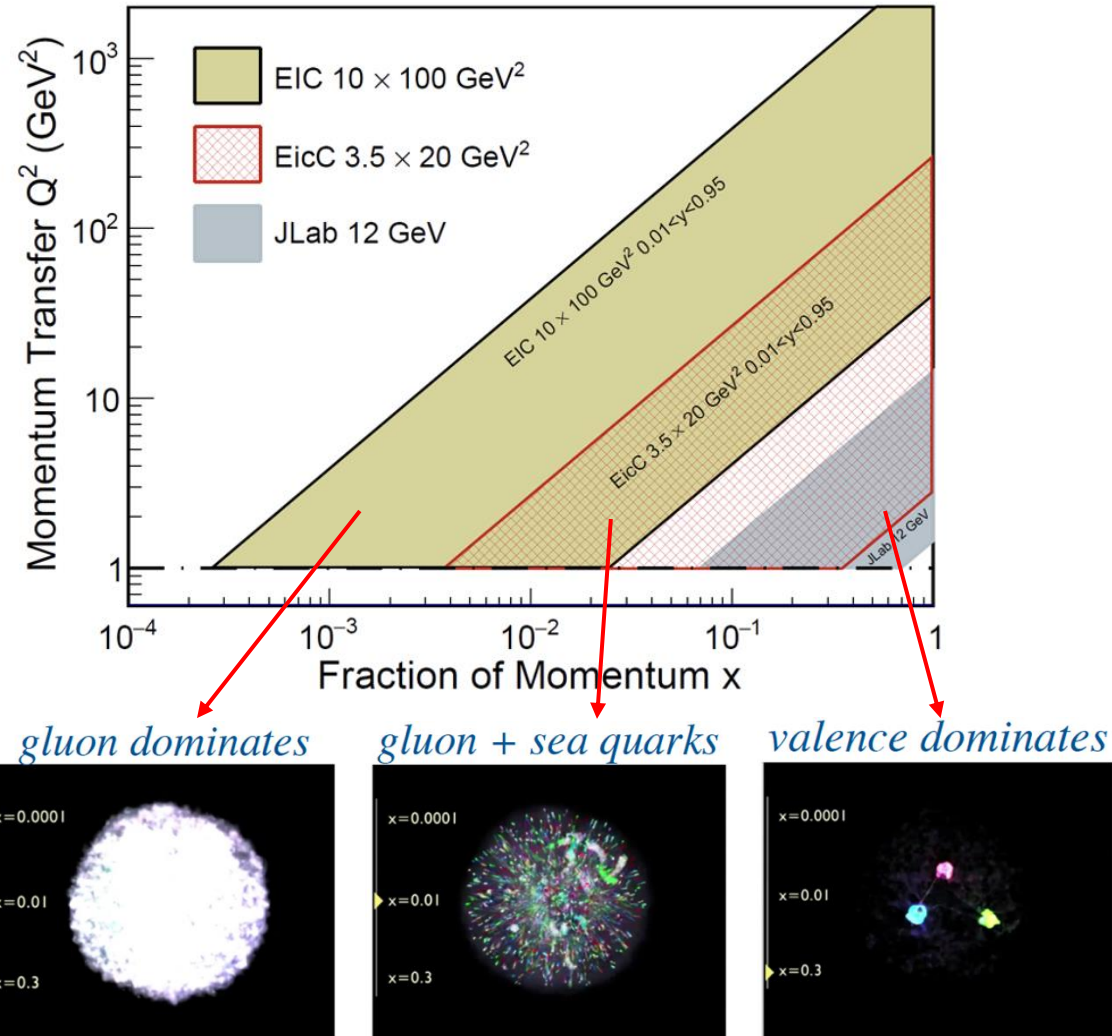 Momentum Transfer Q² (GeV²)
10³
10²
10
1
EIC 10 × 100 GeV²
EicC 3.5 × 20 GeV²
JLab 12 GeV
EIC 10 × 100 GeV² 0.01<y<0.95
EicC 3.5 × 20 GeV² 0.01<y<0.95
JLab 12 GeV
10⁻⁴ 10⁻³ 10⁻² 10⁻¹ 1
Fraction of Momentum x
gluon dominates gluon + sea quarks valence dominates
x=0.0001 x=0.0001 x=0.0001
x=0.01 x=0.01 x=0.01
x=0.3 x=0.3 x=0.3